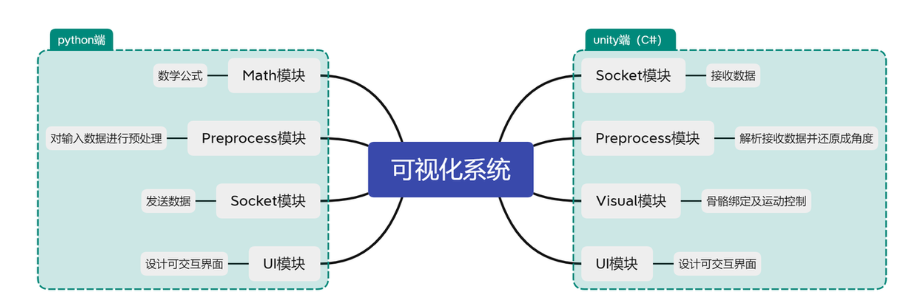 python端
unity端（C#）
数学公式
Math模块
对输入数据进行预处理
Preprocess模块
发送数据
Socket模块
设计可交互界面
UI模块
可视化系统
Socket模块
接收数据
Preprocess模块
解析接收数据并还原成角度
Visual模块
骨骼绑定及运动控制
UI模块
设计可交互界面